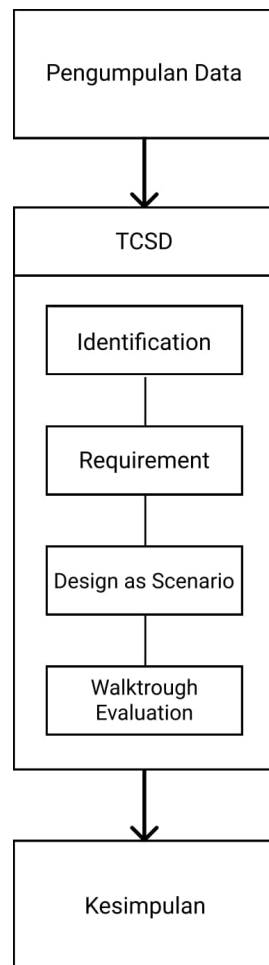 Pengumpulan Data
TCSD
Identification
Requirement
Design as Scenario
Walktrough
Evaluation
Kesimpulan